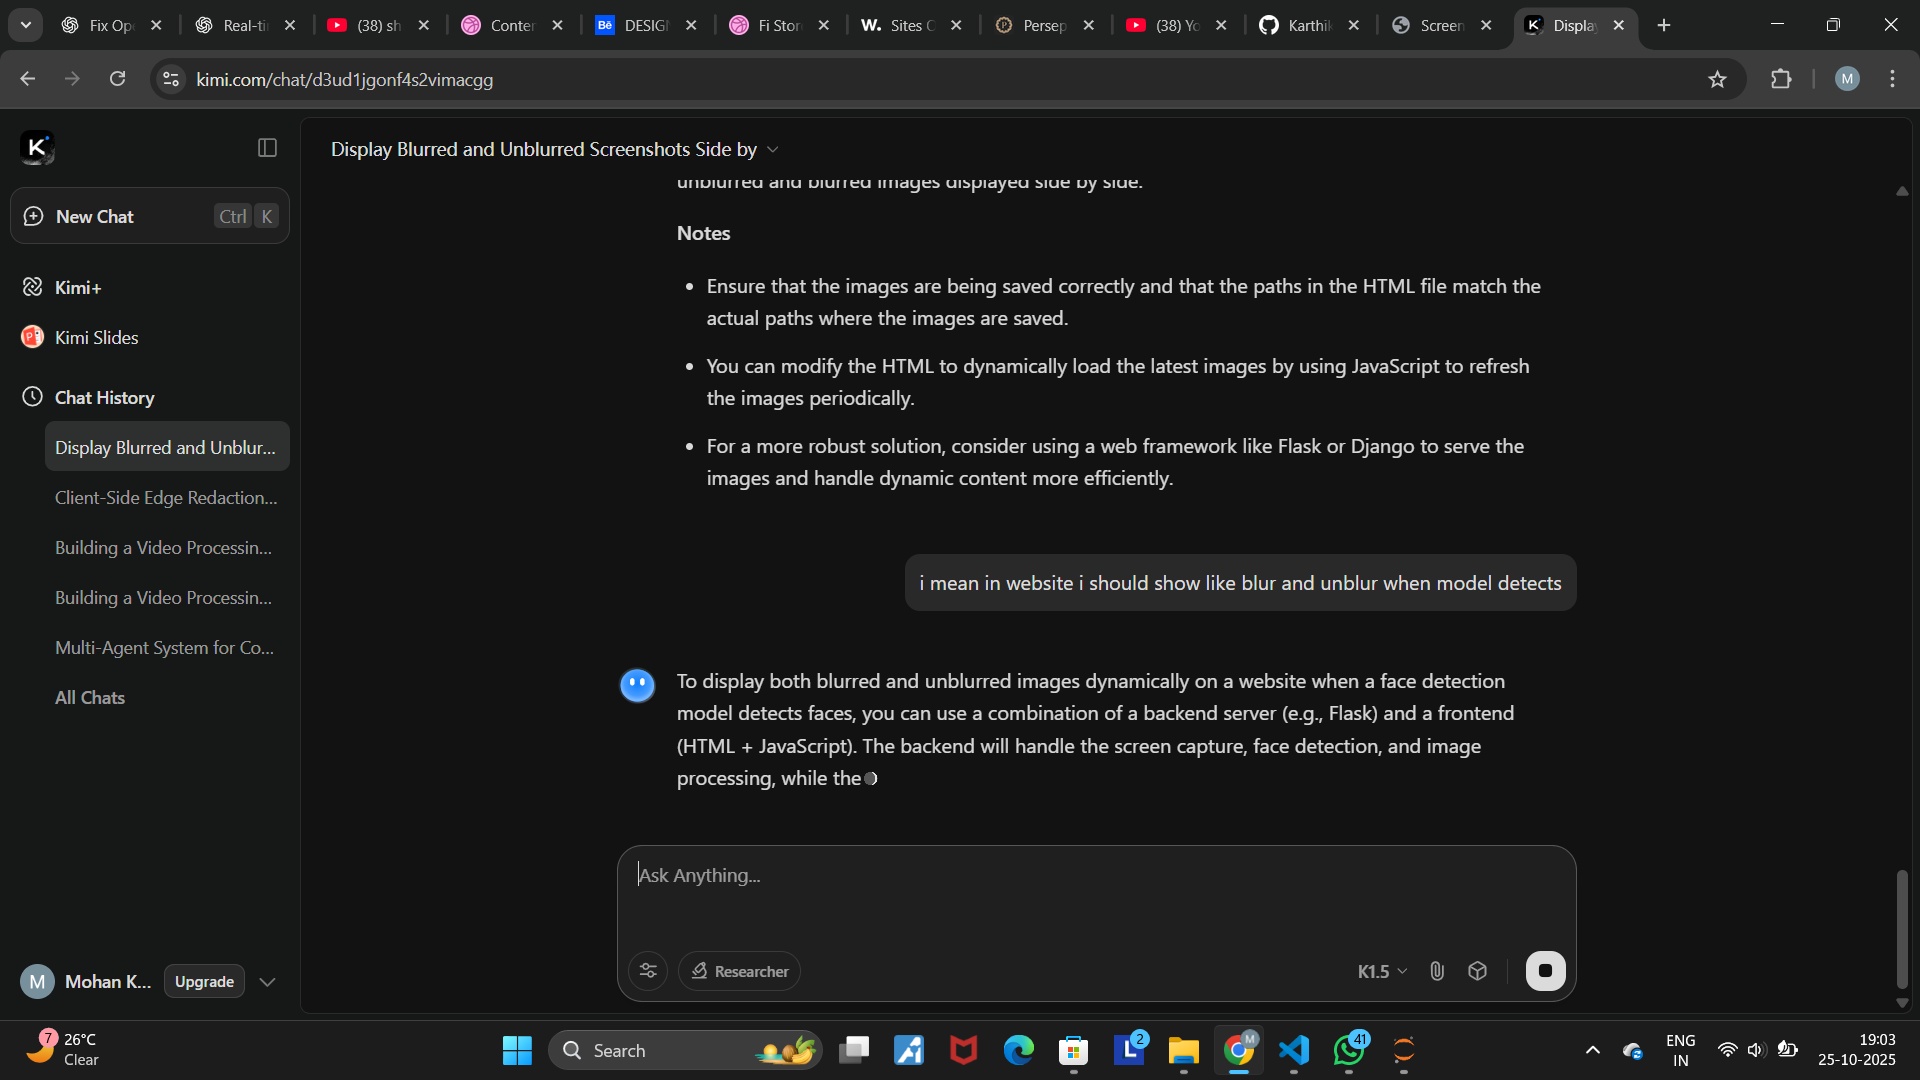 Fix Op
Real-ti
(38) sh
Conter
Bē
DESIG
Fi Stor
W.
Sites
Persep
(38) Yo
Karthik
Screen
K
Displa
kimi.com/chat/d3ud1jgonf4s2vimacgg
M
K
Display Blurred and Unblurred Screenshots Side by
New Chat
Ctrl
K
Kimi+
Kimi Slides
Chat History
Display Blurred and Unblur...
Client-Side Edge Redaction...
Building a Video Processin...
Building a Video Processin...
Multi-Agent System for Co...
All Chats
unblurred and blurred images displayed side by side.
Notes
Ensure that the images are being saved correctly and that the paths in the HTML file match the
actual paths where the images are saved.
You can modify the HTML to dynamically load the latest images by using JavaScript to refresh
the images periodically.
For a more robust solution, consider using a web framework like Flask or Django to serve the
images and handle dynamic content more efficiently.
i mean in website i should show like blur and unblur when model detects
To display both blurred and unblurred images dynamically on a website when a face detection
model detects faces, you can use a combination of a backend server (e.g., Flask) and a frontend
(HTML + JavaScript). The backend will handle the screen capture, face detection, and image
processing, while the
Ask Anything...
Researcher
K1.5
M
Mohan K...
Upgrade
7
26°C
Clear
Search
L
2
M
41
ENG
IN
19:03
25-10-2025